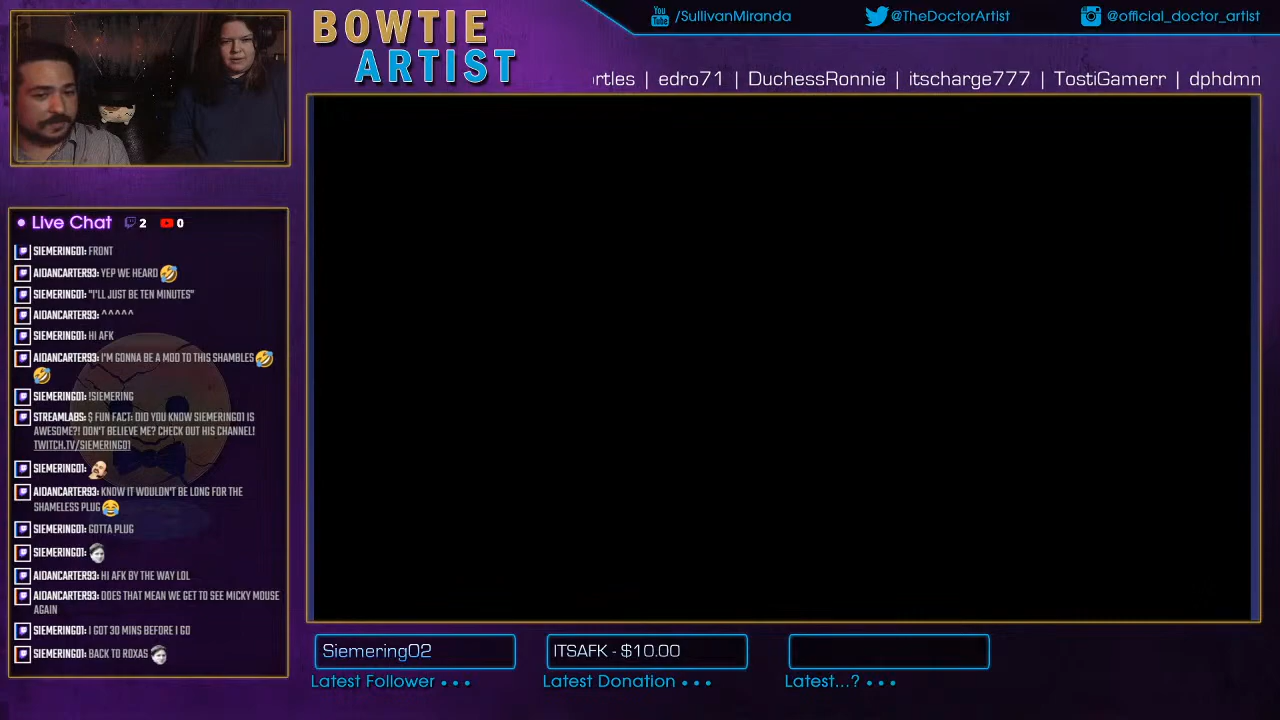 BOWTIE
ARTIST
/SullivanMiranda
@TheDoctorArtist
@official_doctor_artist
rtles | edro71 | DuchessRonnie | itscharge777 | TostiGamerr | dphdmn
Live Chat 2 0
SIEMERING01: FRONT
AIDANCARTER93: YEP WE HEARD 🤣
SIEMERING01: "I'LL JUST BE TEN MINUTES"
AIDANCARTER93: ^^^^^
SIEMERING01: HI AFK
AIDANCARTER93: I'M GONNA BE A MOD TO THIS SHAMBLES 🤣
🤣
SIEMERING01: !SIEMERING
STREAMLABS: $ FUN FACT: DID YOU KNOW SIEMERING01 IS
AWESOME?! DON'T BELIEVE ME? CHECK OUT HIS CHANNEL!
TWITCH.TV/SIEMERING01
SIEMERING01:
AIDANCARTER93: KNOW IT WOULDN'T BE LONG FOR THE
SHAMELESS PLUG 😂
SIEMERING01: GOTTA PLUG
SIEMERING01:
AIDANCARTER93: HI AFK BY THE WAY LOL
AIDANCARTER93: DOES THAT MEAN WE GET TO SEE MICKY MOUSE
AGAIN
SIEMERING01: I GOT 30 MINS BEFORE I GO
SIEMERING01: BACK TO ROXAS
Siemering02
Latest Follower • • •
ITSAFK - $10.00
Latest Donation • • •
Latest...? • • •